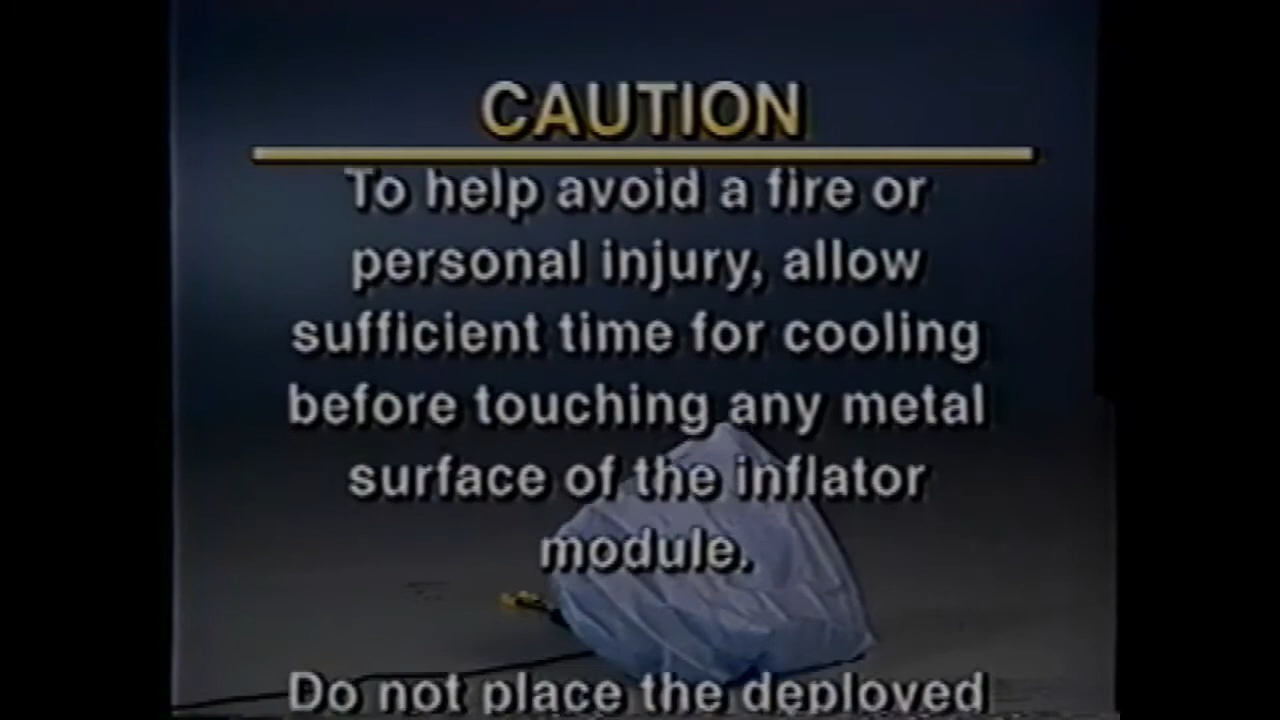 CAUTION
To help avoid a fire or
personal injury, allow
sufficient time for cooling
before touching any metal
surface of the inflator
module.
Do not place the deployed